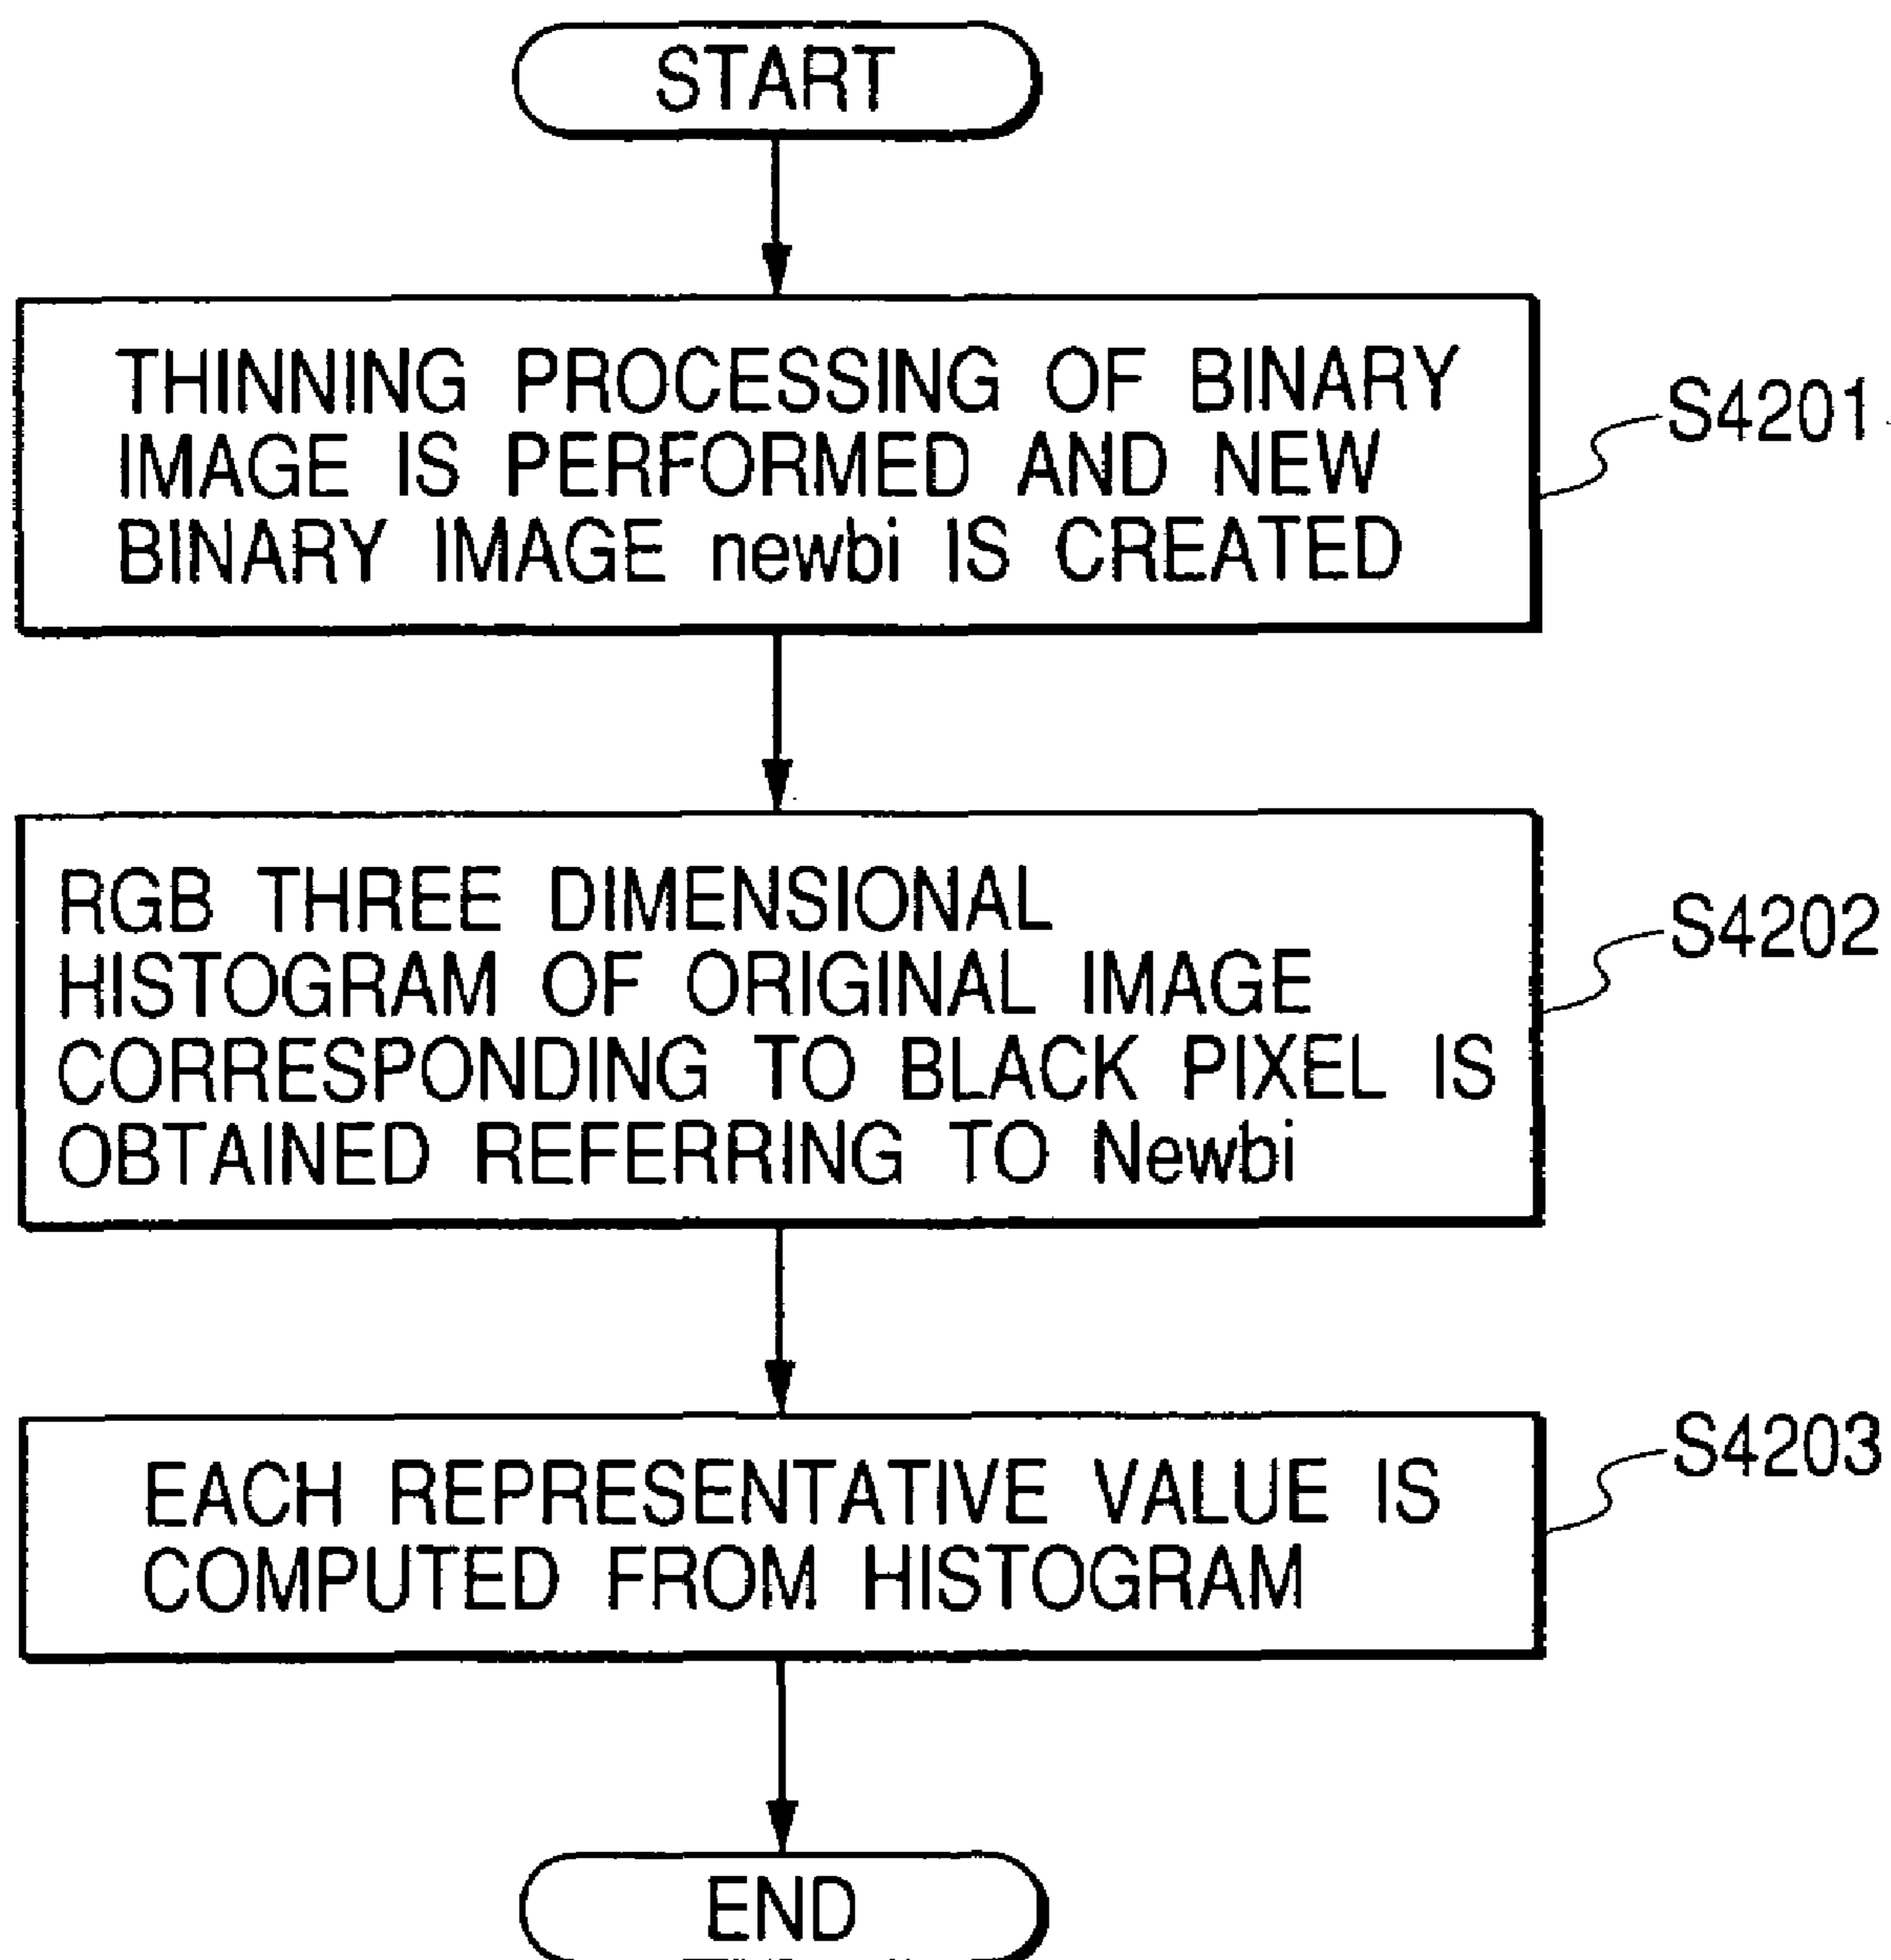 START
THINNING PROCESSING OF BINARY
IMAGE IS PERFORMED AND NEW
BINARY IMAGE newbi IS CREATED
S4201
RGB THREE DIMENSIONAL
HISTOGRAM OF ORIGINAL IMAGE
CORRESPONDING TO BLACK PIXEL IS
OBTAINED REFERRING TO Newbi
S4202
EACH REPRESENTATIVE VALUE IS
COMPUTED FROM HISTOGRAM
S4203
END